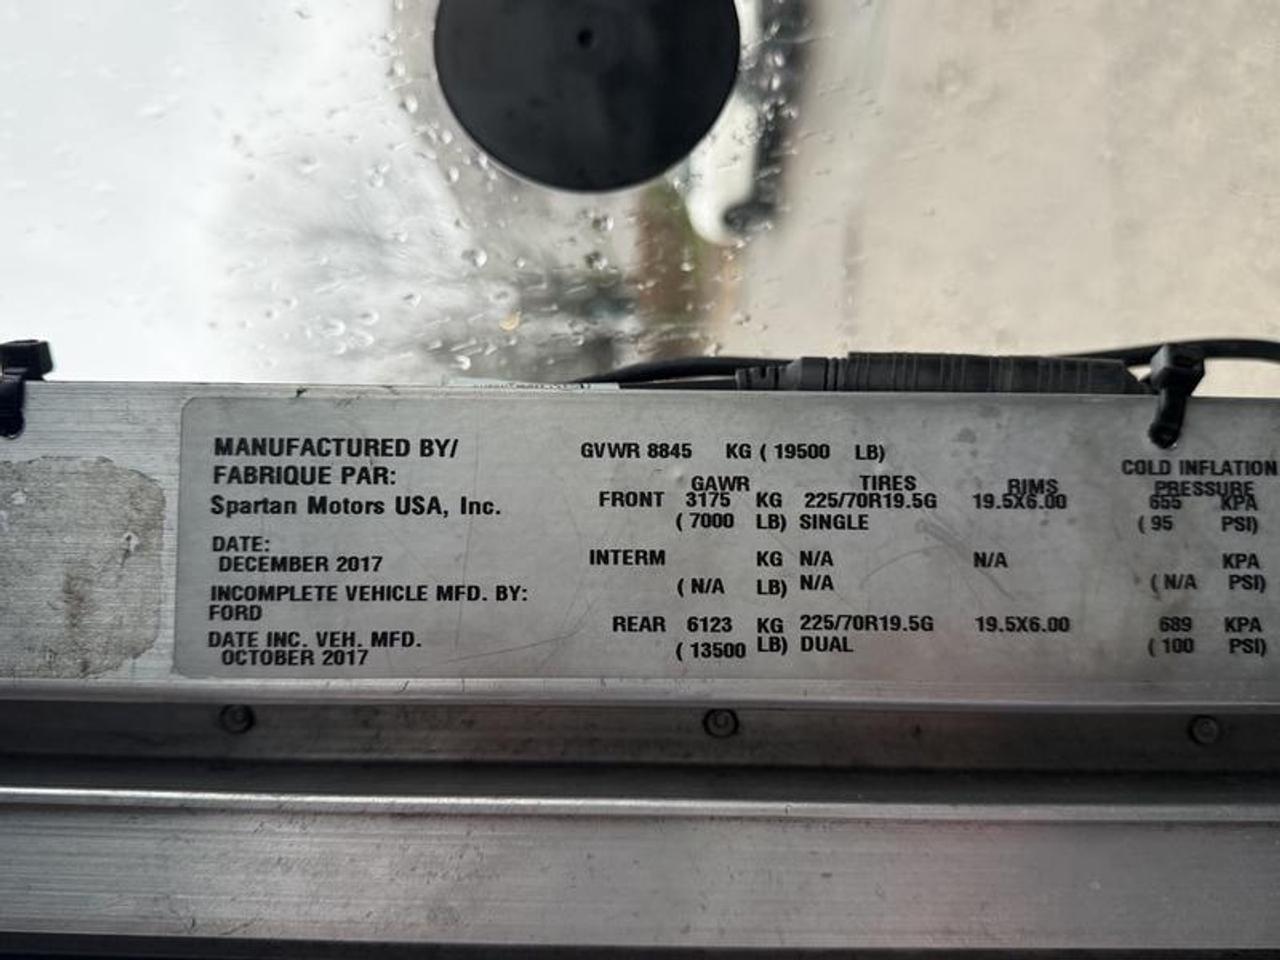 MANUFACTURED BY/
FABRIQUE PAR:
Spartan Motors USA, Inc.
DATE:
DECEMBER 2017
INCOMPLETE VEHICLE MFD. BY:
FORD
DATE INC. VEH. MFD.
OCTOBER 2017
GVWR 8845 KG ( 19500 LB)
GAWR TIRES RIMS COLD INFLATION PRESSURE
FRONT 3175 KG 225/70R19.5G 19.5X6.00 655 KPA
( 7000 LB) SINGLE ( 95 PSI)
INTERM KG N/A N/A KPA
( N/A LB) N/A ( N/A PSI)
REAR 6123 KG 225/70R19.5G 19.5X6.00 689 KPA
( 13500 LB) DUAL ( 100 PSI)